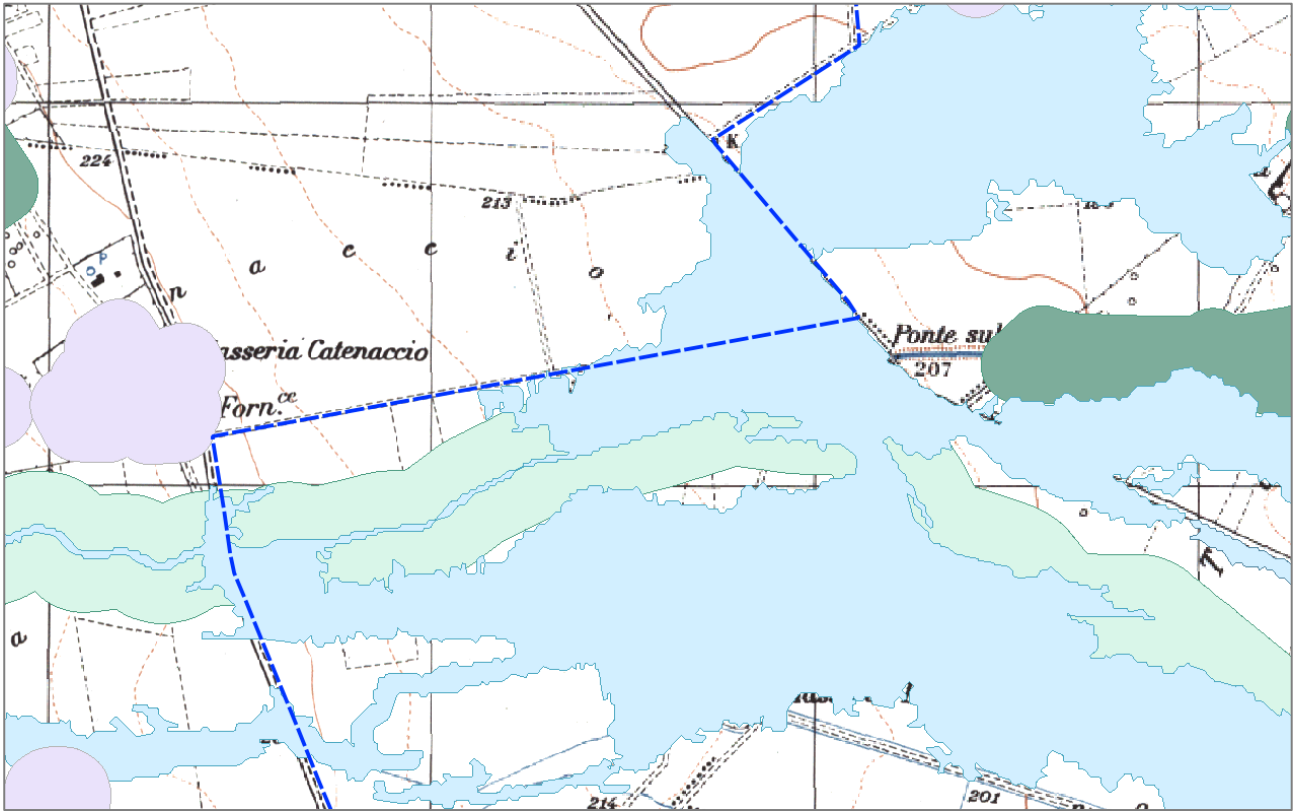 K
224
213
a c c i o
P
n
asseria Catenaccio
Ponte sul
207
Forn.ce
T
a
214
201